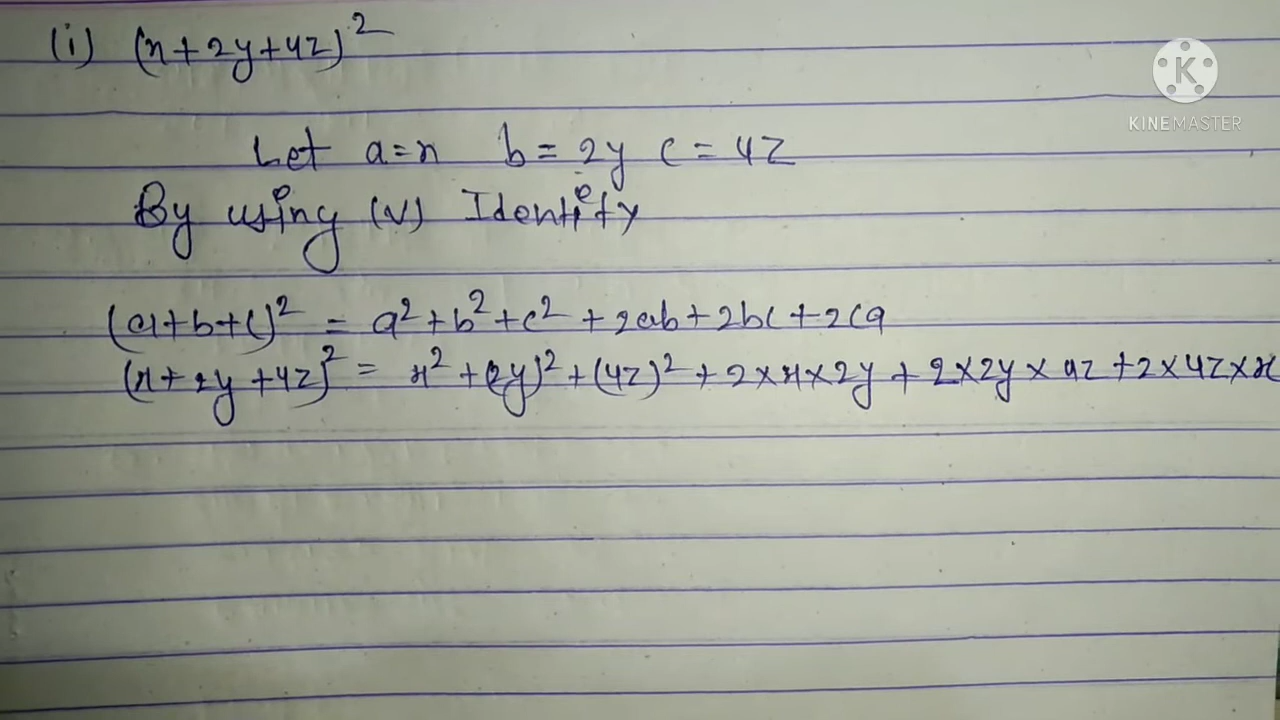 (i) (x+2y+4z)²
KINEMASTER
Let a=x b=2y c=4z
By using (V) Identity
(a+b+c)² = a²+b²+c² + 2ab+2bc+2ca
(x+2y+4z)² = x²+(2y)²+(4z)²+2×x×2y+2×2y×4z+2×4z×x